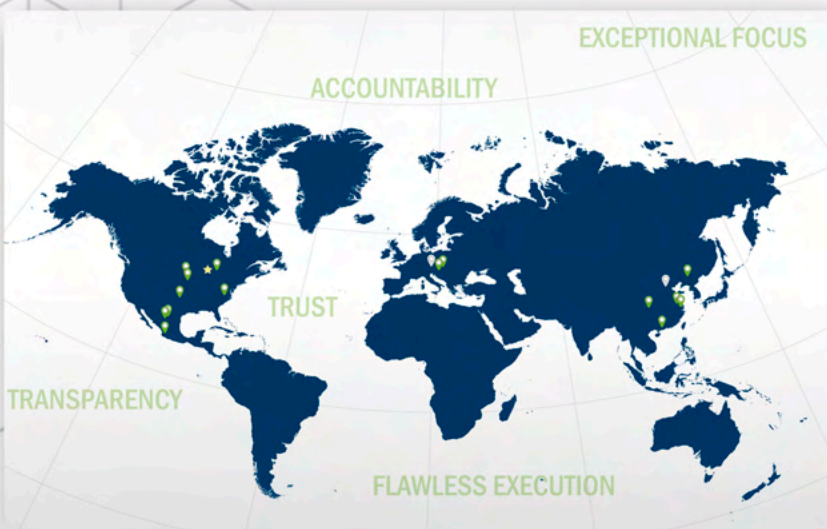 EXCEPTIONAL FOCUS
ACCOUNTABILITY
TRUST
TRANSPARENCY
FLAWLESS EXECUTION